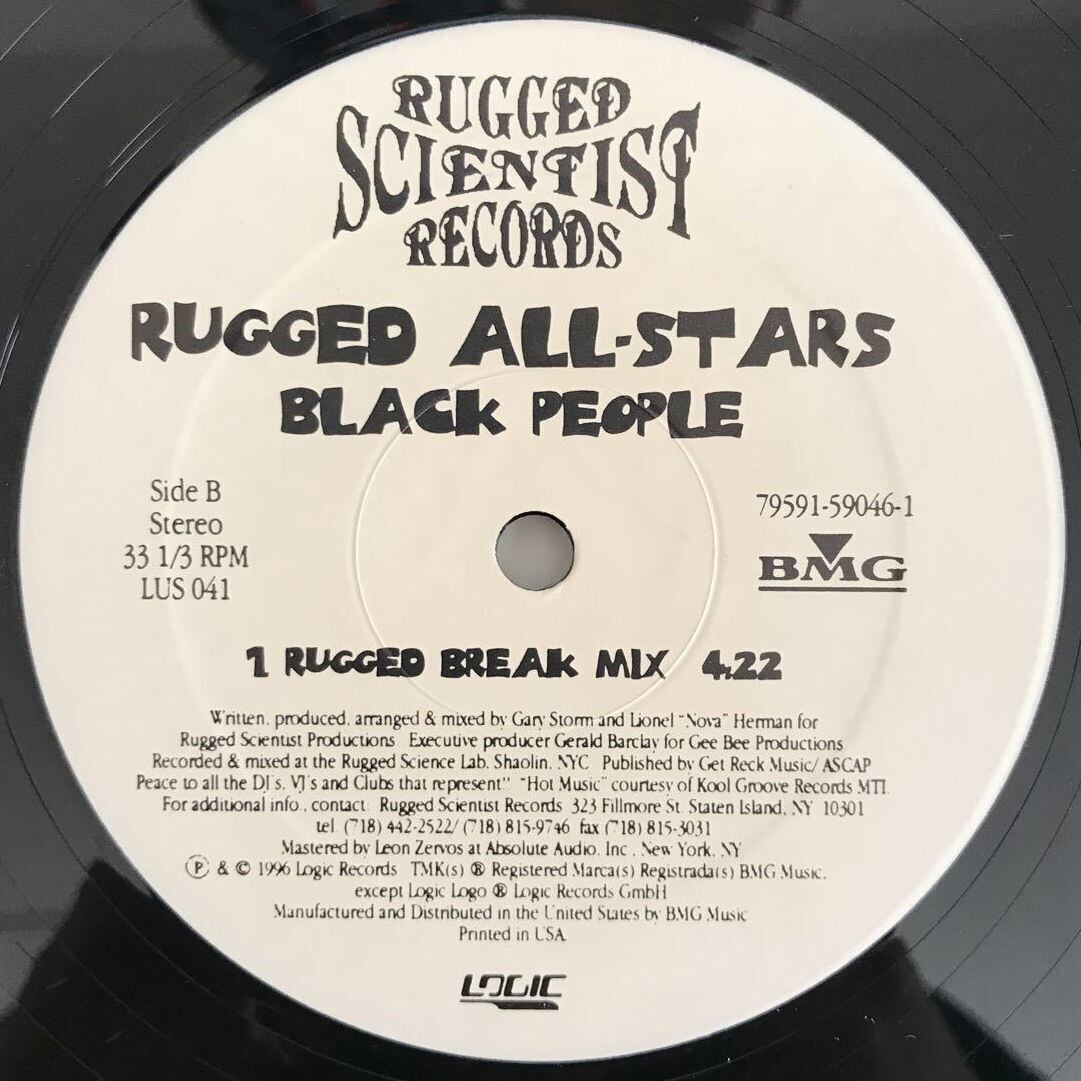 RUGGED
SCIENTIST
RECORDS
RUGGED ALL-STARS
BLACK PEOPLE
Side B
Stereo
33 1/3 RPM
LUS 041
79591-59046-1
BMG
1 RUGGED BREAK MIX 4.22
Written, produced, arranged & mixed by Gary Storm and Lionel "Nova" Herman for
Rugged Scientist Productions Executive producer Gerald Barclay for Gee Bee Productions
Recorded & mixed at the Rugged Science Lab, Shaolin, NYC Published by Get Reck Music/ ASCAP
Peace to all the DJ's, VJ's and Clubs that represent!! "Hot Music" courtesy of Kool Groove Records MTI.
For additional info., contact: Rugged Scientist Records 323 Fillmore St. Staten Island, NY 10301
tel. (718) 442-2522/ (718) 815-9746 fax (718) 815-3031
Mastered by Leon Zervos at Absolute Audio, Inc., New York, NY
℗ & © 1996 Logic Records TMK(s) ® Registered Marca(s) Registrada(s) BMG Music,
except Logic Logo ® Logic Records GmbH
Manufactured and Distributed in the United States by BMG Music
Printed in USA
LOGIC